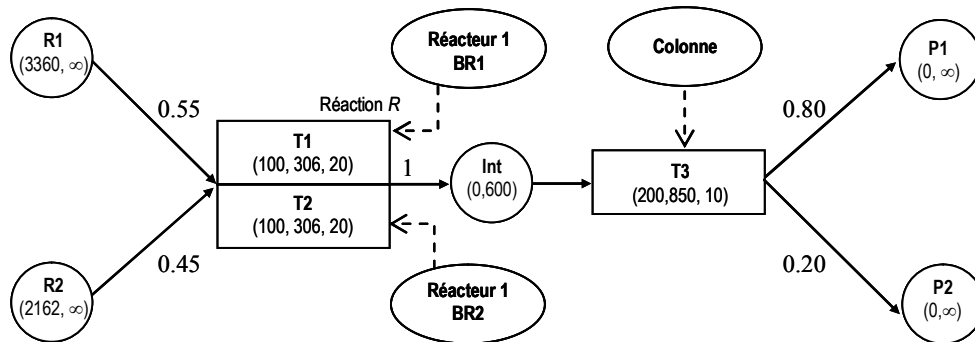 R1
(3360, ∞)
0.55
Réacteur 1
BR1
Colonne
P1
(0, ∞)
0.80
Réaction R
T1
(100, 306, 20)
T2
(100, 306, 20)
1
Int
(0,600)
T3
(200,850, 10)
R2
(2162, ∞)
0.45
Réacteur 1
BR2
0.20
P2
(0,∞)